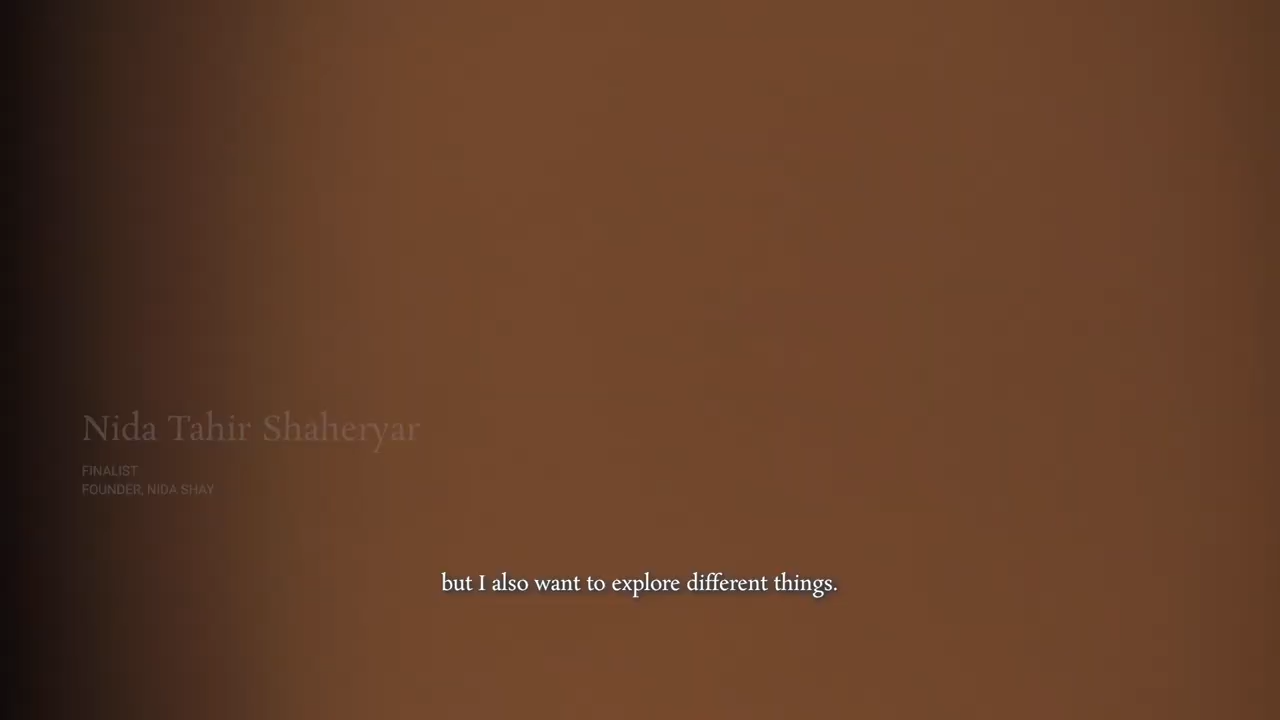 Nida Tahir Shaheryar
FINALIST
FOUNDER, NIDA SHAY
but I also want to explore different things.